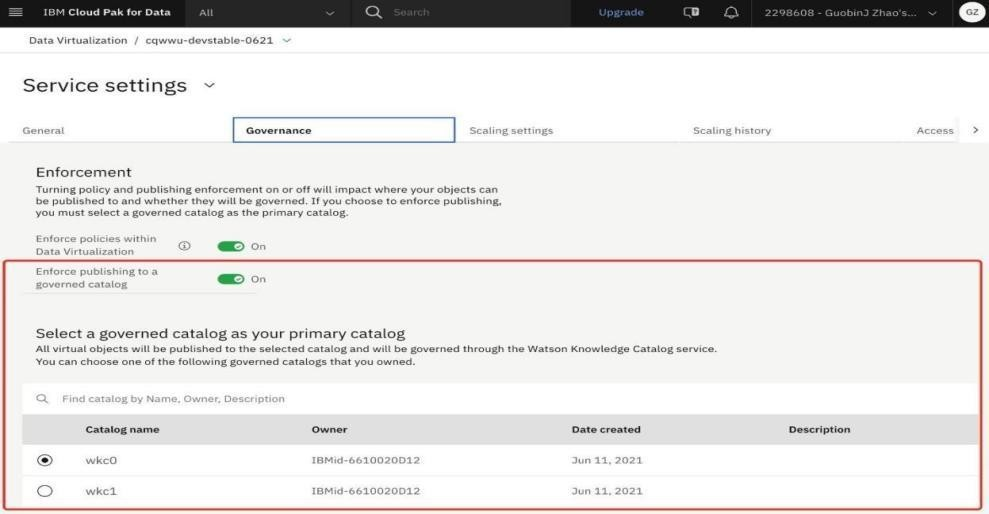 IBM Cloud Pak for Data All Search Upgrade 2298608 - GuobinJ Zhao's... GZ
Data Virtualization / cqwwu-devstable-0621
Service settings
General Governance Scaling settings Scaling history Access
Enforcement
Turning policy and publishing enforcement on or off will impact where your objects can
be published to and whether they will be governed. If you choose to enforce publishing,
you must select a governed catalog as the primary catalog.
Enforce policies within
Data Virtualization On
Enforce publishing to a
governed catalog On
Select a governed catalog as your primary catalog
All virtual objects will be published to the selected catalog and will be governed through the Watson Knowledge Catalog service.
You can choose one of the following governed catalogs that you owned.
Find catalog by Name, Owner, Description
Catalog name Owner Date created Description
wkc0 IBMid-6610020D12 Jun 11, 2021
wkc1 IBMid-6610020D12 Jun 11, 2021